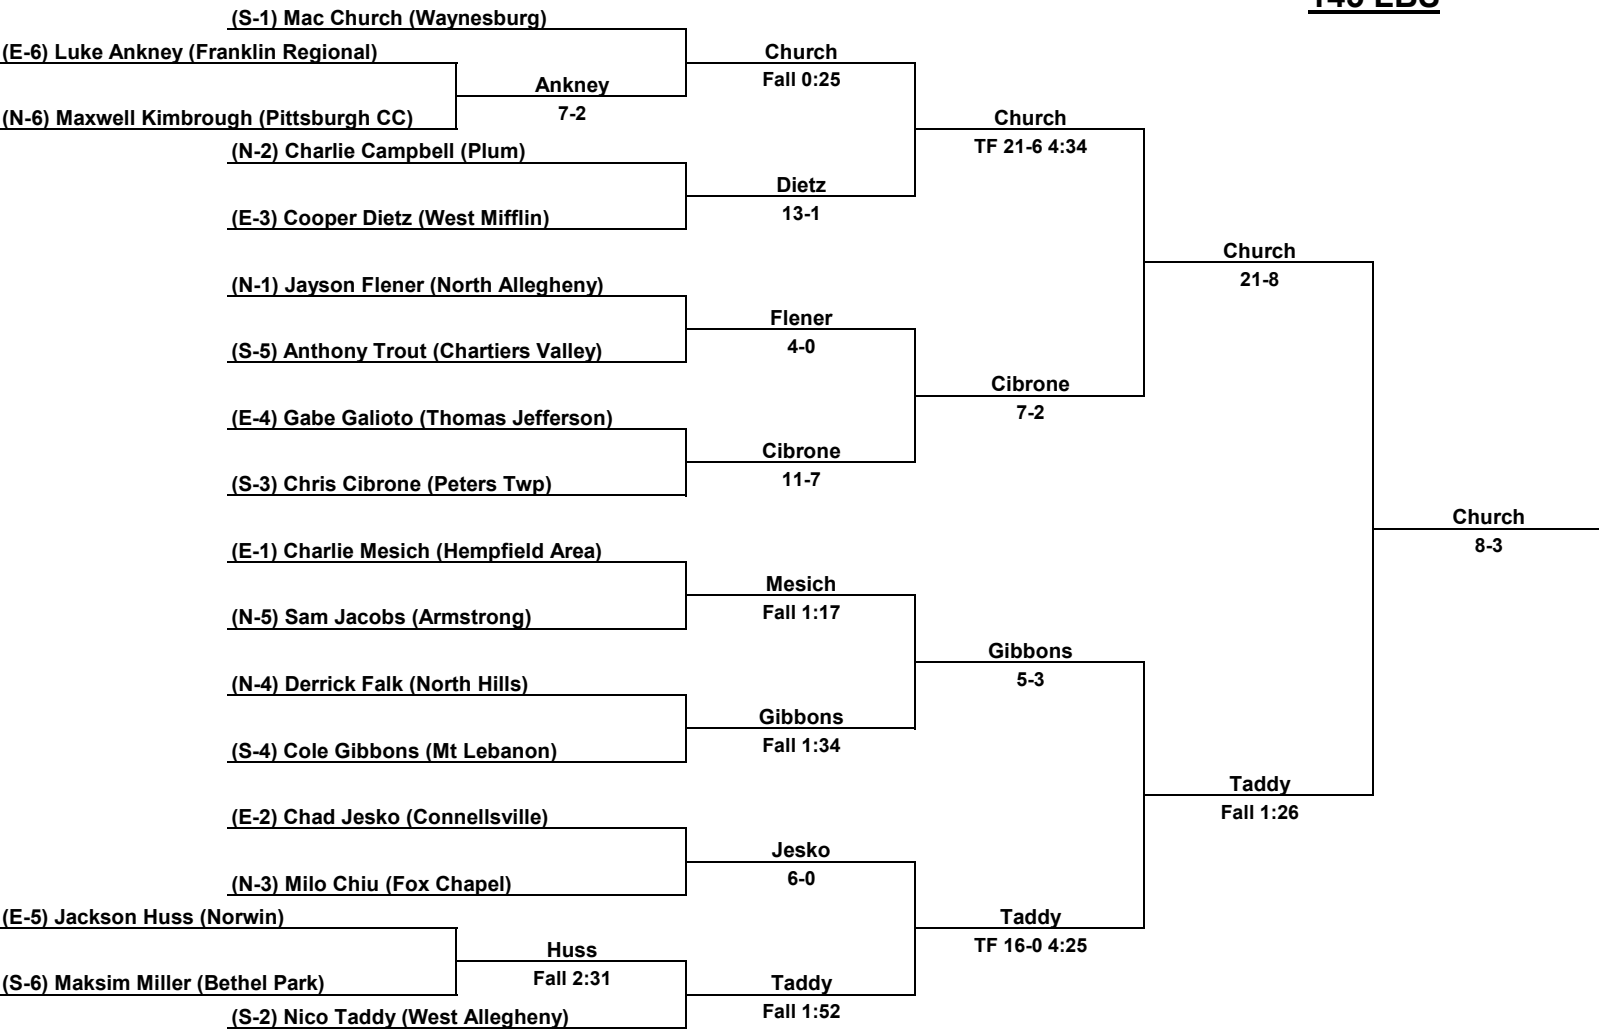 (S-1) Mac Church (Waynesburg)
(E-6) Luke Ankney (Franklin Regional)
Church
Fall 0:25
Ankney
7-2
(N-6) Maxwell Kimbrough (Pittsburgh CC)
Church
TF 21-6 4:34
(N-2) Charlie Campbell (Plum)
Dietz
13-1
(E-3) Cooper Dietz (West Mifflin)
Church
21-8
(N-1) Jayson Flener (North Allegheny)
Flener
4-0
(S-5) Anthony Trout (Chartiers Valley)
Cibrone
7-2
(E-4) Gabe Galioto (Thomas Jefferson)
Cibrone
11-7
(S-3) Chris Cibrone (Peters Twp)
Church
8-3
(E-1) Charlie Mesich (Hempfield Area)
Mesich
Fall 1:17
(N-5) Sam Jacobs (Armstrong)
Gibbons
5-3
(N-4) Derrick Falk (North Hills)
Gibbons
Fall 1:34
(S-4) Cole Gibbons (Mt Lebanon)
Taddy
Fall 1:26
(E-2) Chad Jesko (Connellsville)
Jesko
6-0
(N-3) Milo Chiu (Fox Chapel)
(E-5) Jackson Huss (Norwin)
Taddy
TF 16-0 4:25
Huss
Fall 2:31
(S-6) Maksim Miller (Bethel Park)
Taddy
Fall 1:52
(S-2) Nico Taddy (West Allegheny)